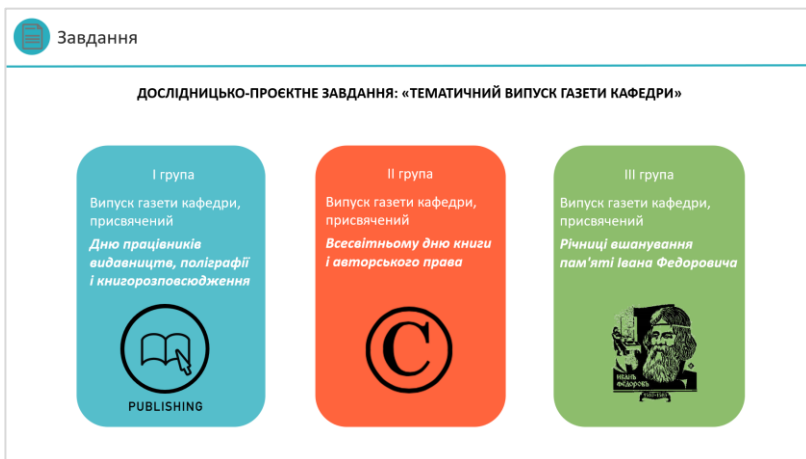 Завдання
ДОСЛІДНИЦЬКО-ПРОЄКТНЕ ЗАВДАННЯ: «ТЕМАТИЧНИЙ ВИПУСК ГАЗЕТИ КАФЕДРИ»
І група
Випуск газети кафедри,
присвячений
Дню працівників
видавництв, поліграфії
і книгорозповсюдження
PUBLISHING
ІІ група
Випуск газети кафедри,
присвячений
Всесвітньому дню книги
і авторського права
C
ІІІ група
Випуск газети кафедри,
присвячений
Річниці вшанування
пам'яті Івана Федоровича
ИВАНЬ
ФЕДОРОВЪ